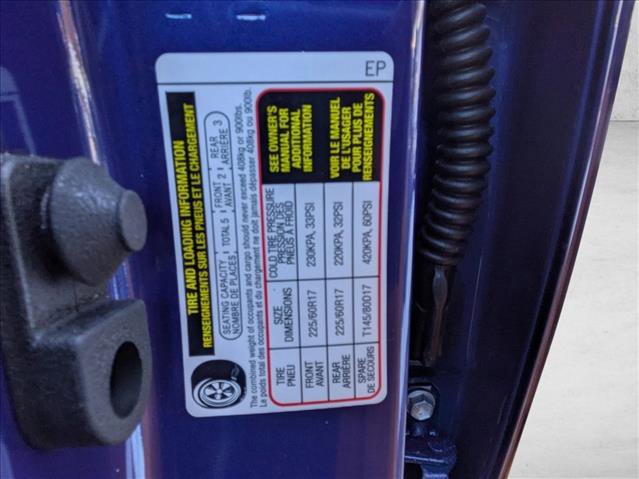 EP
TIRE AND LOADING INFORMATION
RENSEIGNEMENTS SUR LES PNEUS ET LE CHARGEMENT
SEATING CAPACITY
NOMBRE DE PLACES
TOTAL 5
FRONT 2
AVANT
REAR 3
ARRIÈRE
The combined weight of occupants and cargo should never exceed 408kg or 900lbs.
Le poids total des occupants et du chargement ne doit jamais dépasser 408kg ou 900lb.
TIRE
PNEU
SIZE
DIMENSIONS
COLD TIRE PRESSURE
PRESSION DES
PNEUS À FROID
SEE OWNER'S
MANUAL FOR
ADDITIONAL
INFORMATION
FRONT
AVANT
225/60R17
230KPA, 33PSI
REAR
ARRIÈRE
225/60R17
220KPA, 32PSI
VOIR LE MANUEL
DE L'USAGER
POUR PLUS DE
RENSEIGNEMENTS
SPARE
DE SECOURS
T145/80D17
420KPA, 60PSI